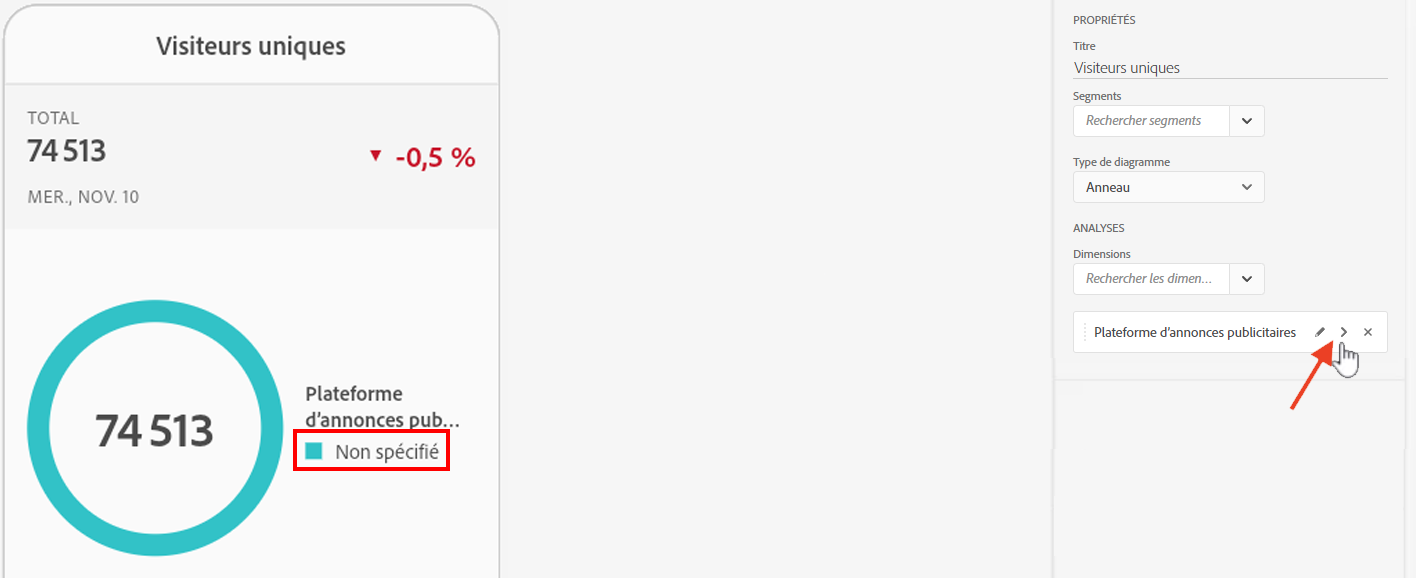 Visiteurs uniques
TOTAL
74 513
-0,5 %
MER., NOV. 10
74 513
Plateforme
d'annonces pub...
Non spécifié
PROPRIÉTÉS
Titre
Visiteurs uniques
Segments
Rechercher segments
Type de diagramme
Anneau
ANALYSES
Dimensions
Rechercher les dimen...
Plateforme d'annonces publicitaires